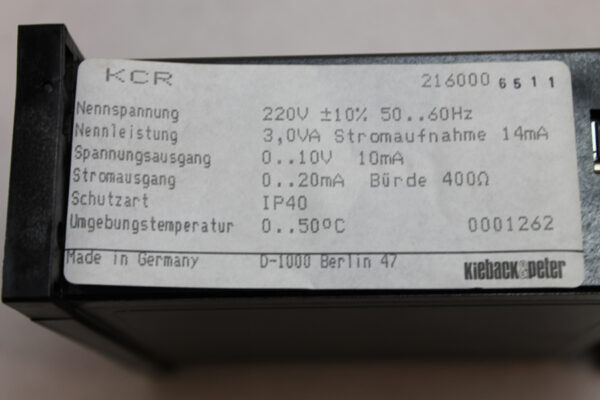 KCR 216000 6511
Nennspannung 220V ±10% 50..60Hz
Nennleistung 3,0VA Stromaufnahme 14mA
Spannungsausgang 0..10V 10mA
Stromausgang 0..20mA Bürde 400Ω
Schutzart IP40
Umgebungstemperatur 0..50ºC 0001262
Made in Germany D-1000 Berlin 47 kieback&peter